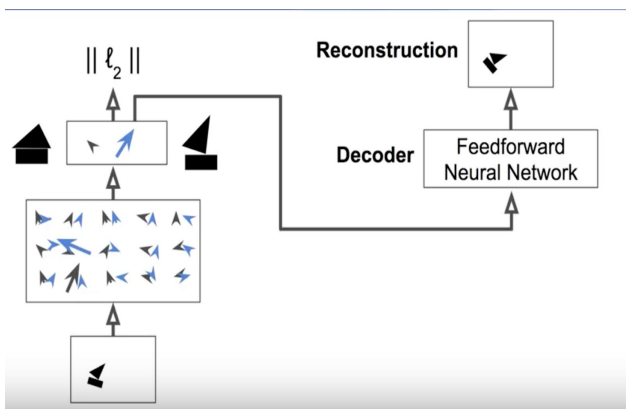 || ℓ₂ ||
Reconstruction
Decoder
Feedforward
Neural Network